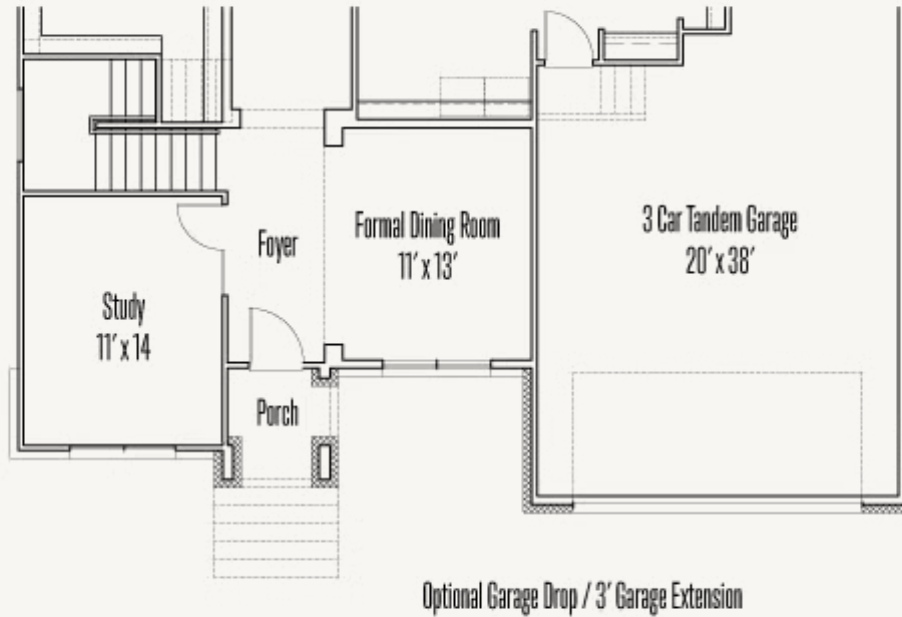 3 Car Tandem Garage
20' x 38'
Formal Dining Room
11' x 13'
Foyer
Study
11' x 14
Porch
Optional Garage Drop / 3' Garage Extension